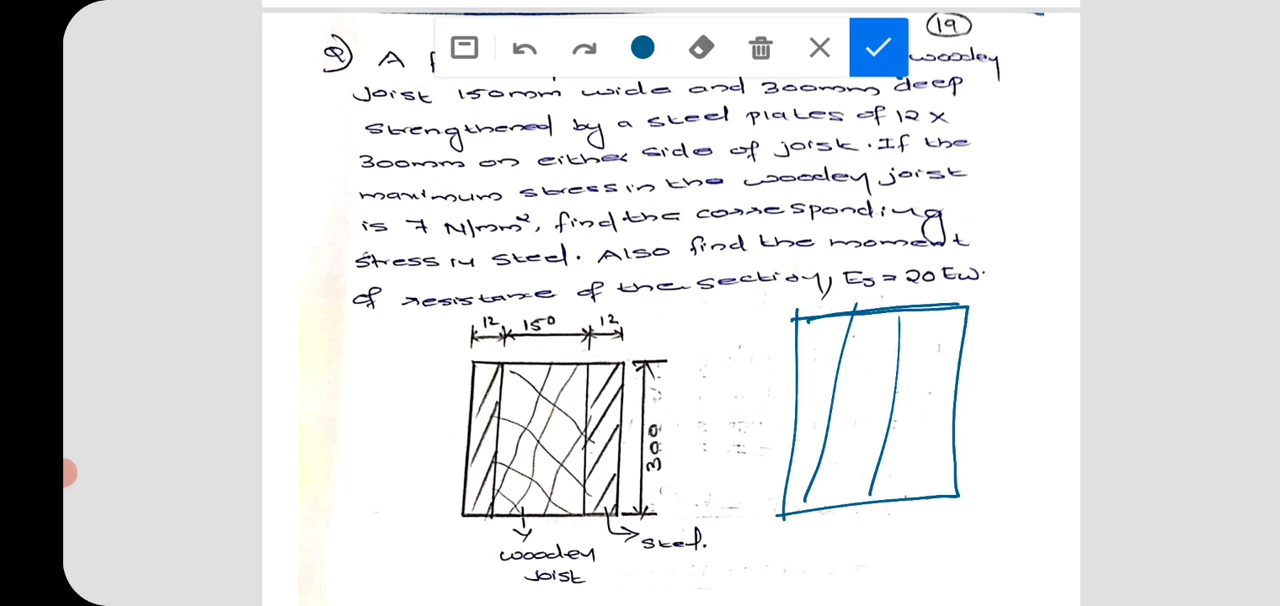 19
Q) A woodey
Joist 150mm wide and 300mm deep
strengthened by a steel plates of 12 x
300mm on either side of joist. If the
maximum stress in the woodey joist
is 7 N/mm², find the corresponding
stress in steel. Also find the moment
of resistance of the section, Es = 20 Ew.
12 150 12
300
woodey
Joist
steel.